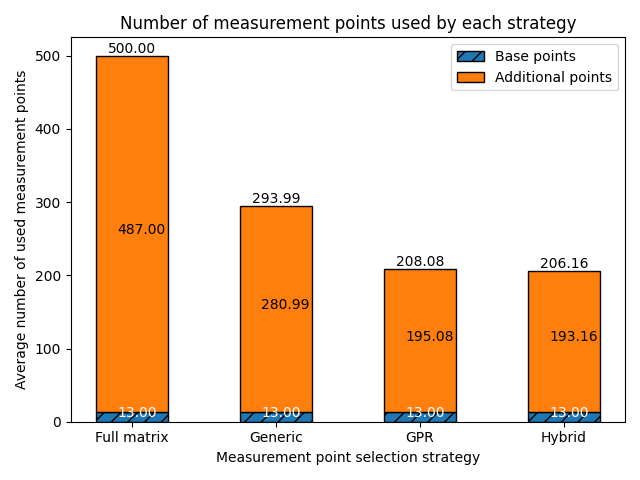 Number of measurement points used by each strategy
Base points
Additional points
Average number of used measurement points
500
400
300
200
100
0
500.00
293.99
208.08
206.16
487.00
280.99
195.08
193.16
13.00
13.00
13.00
13.00
Full matrix
Generic
GPR
Hybrid
Measurement point selection strategy